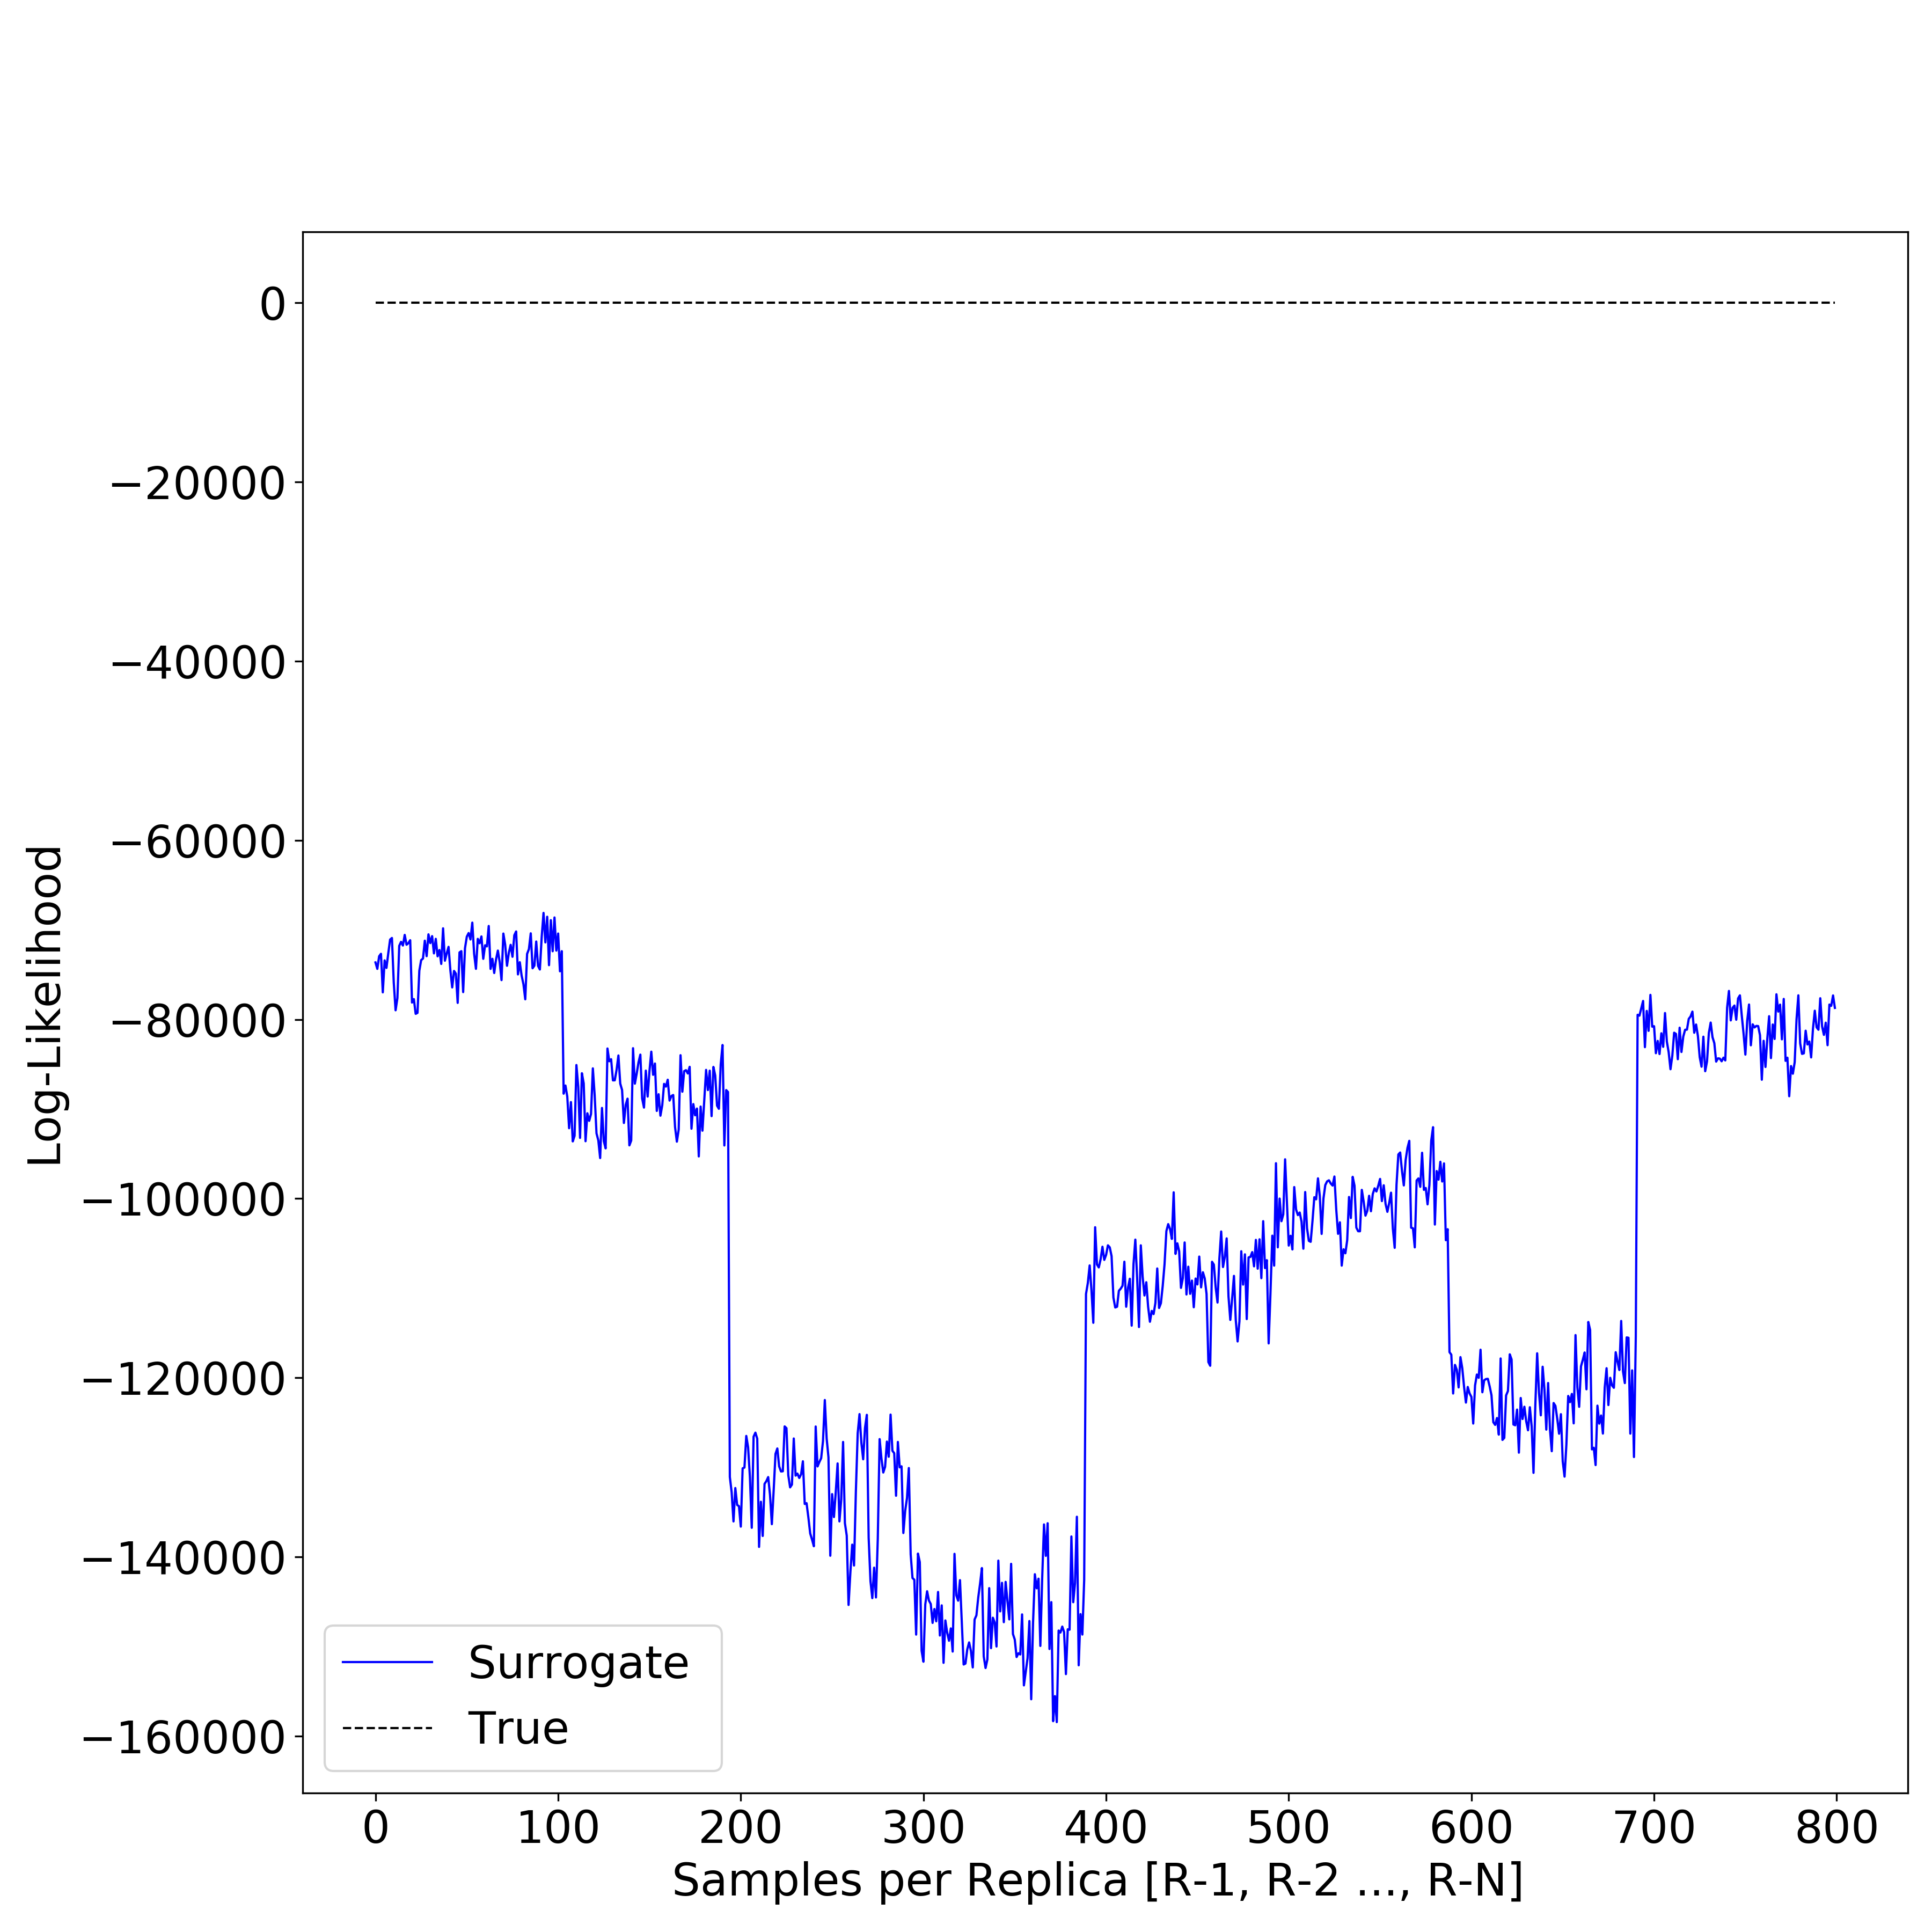 0
−20000
−40000
−60000
−80000
−100000
−120000
−140000
−160000
Log-Likelihood
Surrogate
True
0 100 200 300 400 500 600 700 800
Samples per Replica [R-1, R-2 ..., R-N]